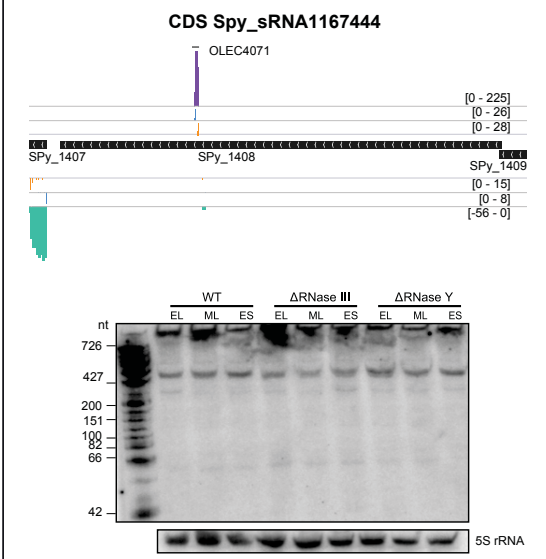 CDS Spy_sRNA1167444
OLEC4071
[0 - 225]
[0 - 26]
[0 - 28]
SPy_1407
SPy_1408
SPy_1409
[0 - 15]
[0 - 8]
[-56 - 0]
WT ΔRNase III ΔRNase Y
EL ML ES EL ML ES EL ML ES
nt
726
427
200
151
100
82
66
42
5S rRNA